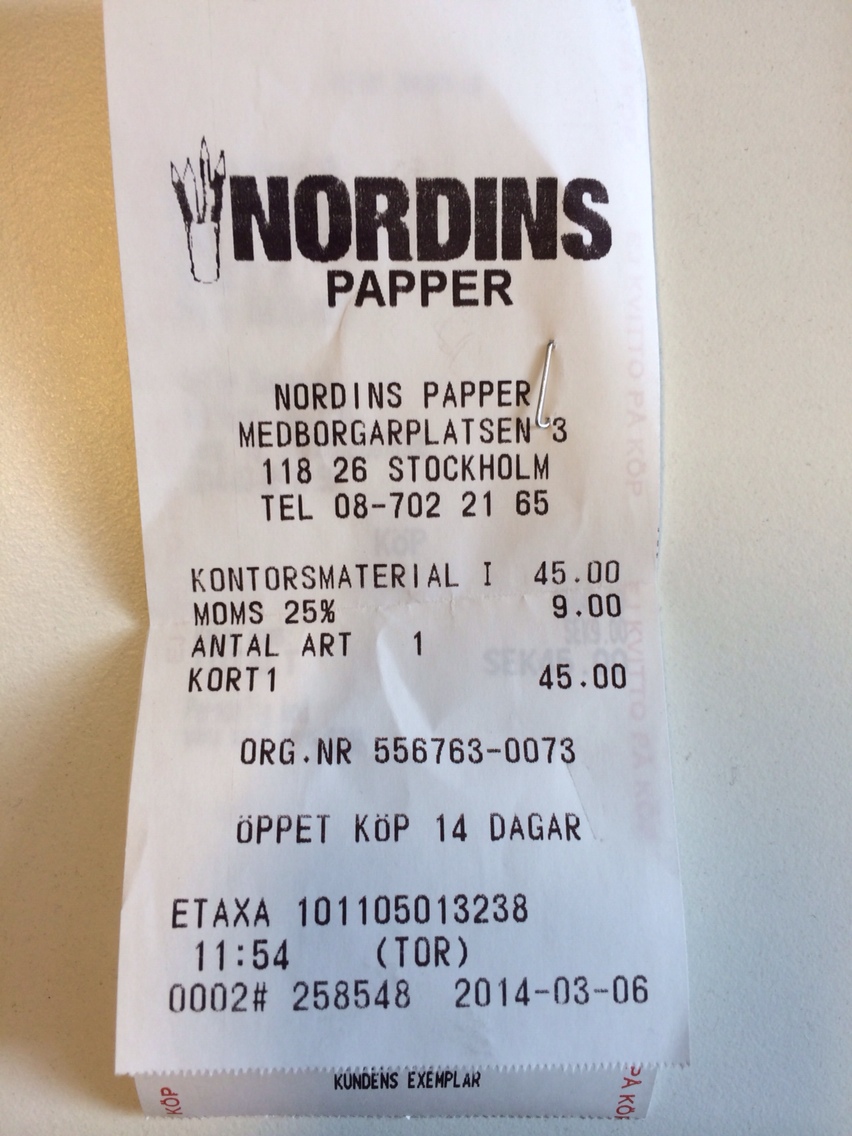 NORDINS
PAPPER
NORDINS PAPPER
MEDBORGARPLATSEN 3
118 26 STOCKHOLM
TEL 08-702 21 65
KÖP
KONTORSMATERIAL I 45.00
MOMS 25% 9.00
ANTAL ART 1
KORT1 45.00
ORG.NR 556763-0073
ÖPPET KÖP 14 DAGAR
ETAXA 101105013238
11:54 (TOR)
0002# 258548 2014-03-06
KUNDENS EXEMPLAR
KÖP
PÅ KÖP